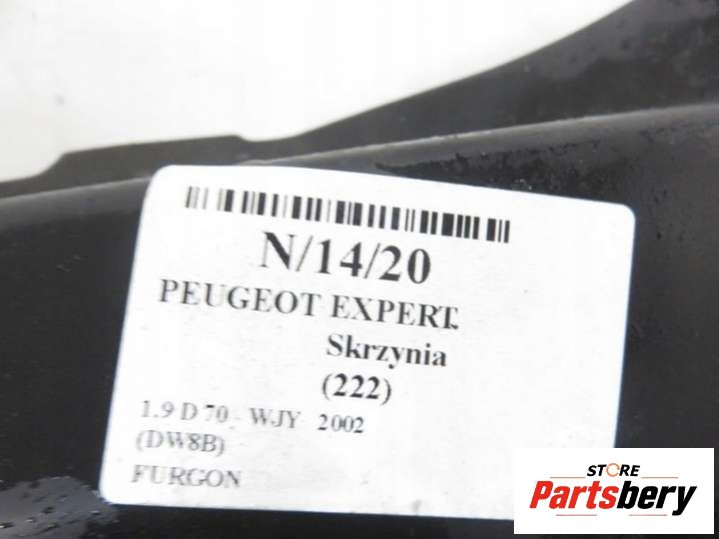 N/14/20
PEUGEOT EXPERT.
Skrzynia
(222)
1.9 D 70 - WJY 2002
(DW8B)
FURGON
STORE
Partsbery